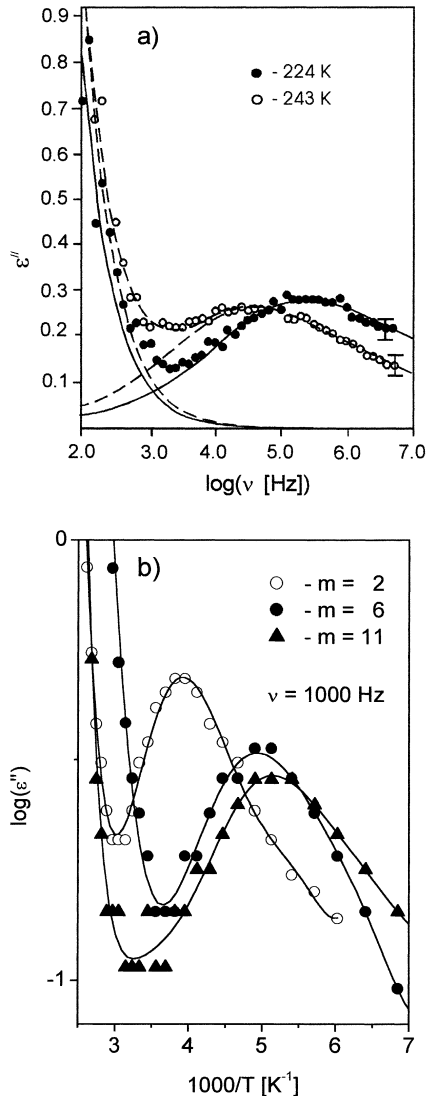 a)
0.9
0.8
- 224 K
- 243 K
0.7
0.6
0.5
ε′′
0.4
0.3
0.2
0.1
2.0 3.0 4.0 5.0 6.0 7.0
log(ν [Hz])
0
b)
- m = 2
- m = 6
- m = 11
ν = 1000 Hz
log(ε")
-1
3 4 5 6 7
1000/T [K⁻¹]